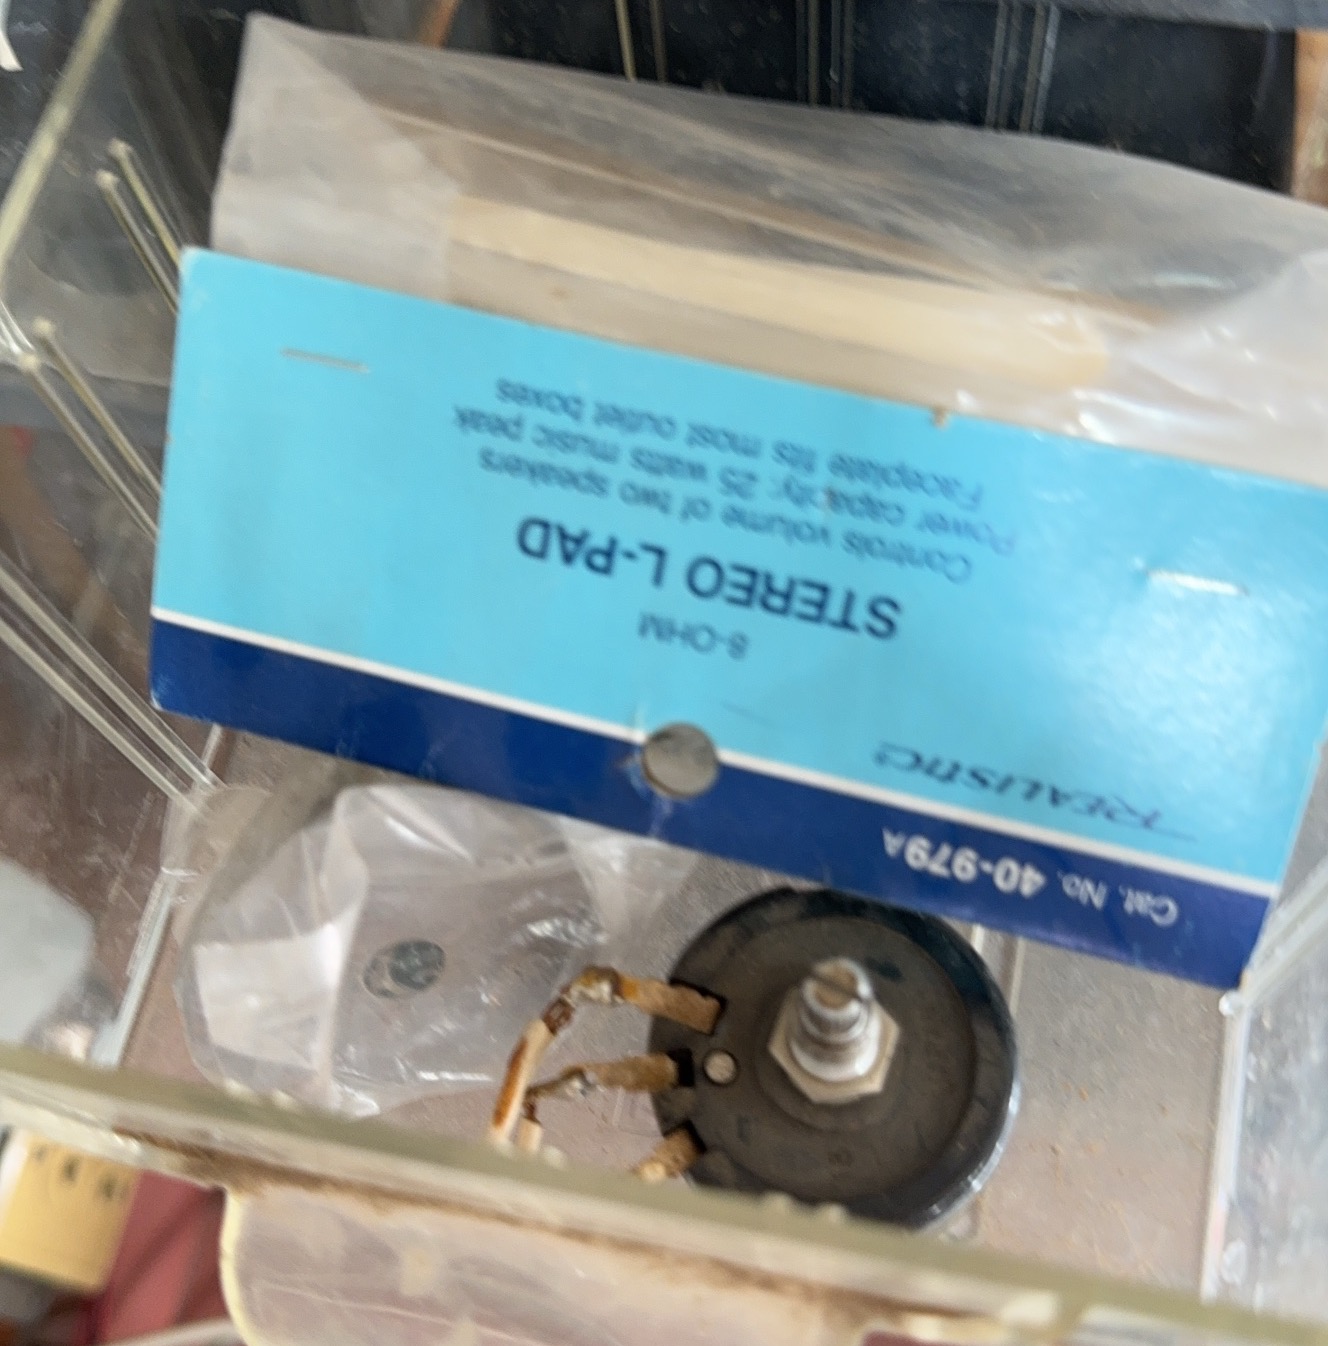 Cat. No. 40-979A
REALISTIC
8-OHM
STEREO L-PAD
Controls volume of two speakers
Power capacity: 25 watts music peak
Faceplate fits most outlet boxes